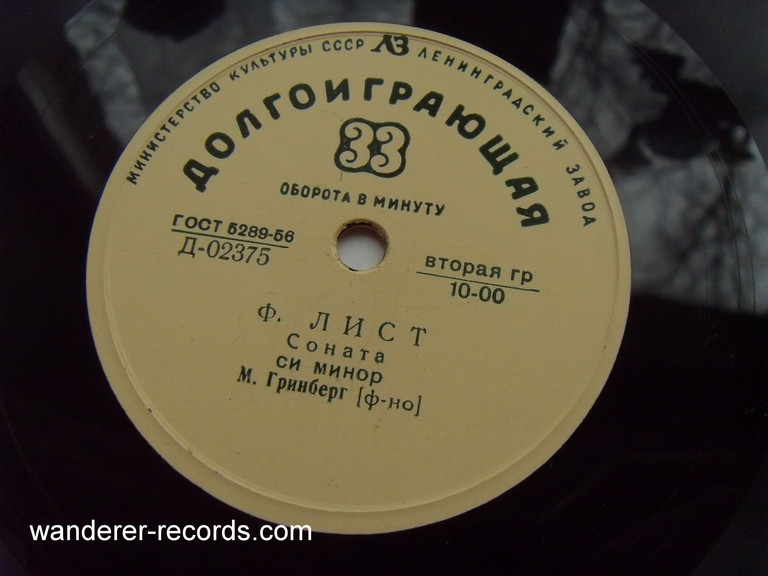 МИНИСТЕРСТВО КУЛЬТУРЫ СССР ЛЗ ЛЕНИНГРАДСКИЙ ЗАВОД
ДОЛГОИГРАЮЩАЯ
33
ОБОРОТА В МИНУТУ
ГОСТ 5289-56
Д-02375
вторая гр
10-00
Ф. ЛИСТ
Соната
си минор
М. Гринберг [ф-но]
wanderer-records.com